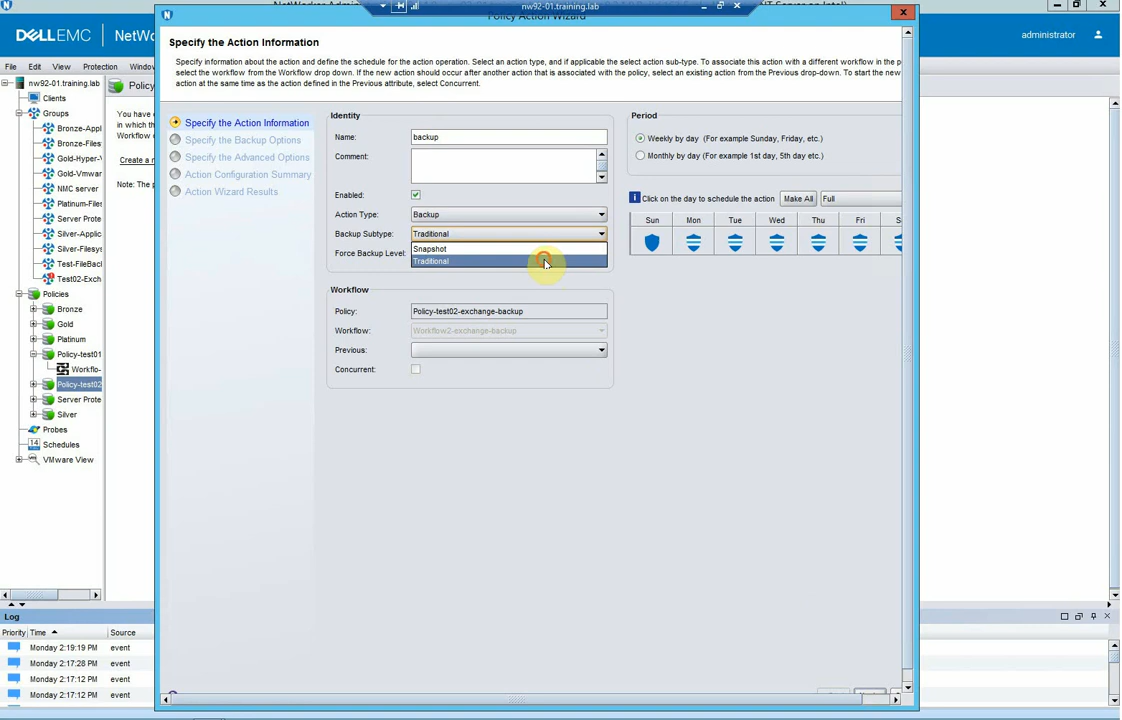 NetWorker Admin
nw92-01.training.lab
Policy Action Wizard
DELLEMC
NetWo
administrator
File Edit View Protection Window
Specify the Action Information
Specify information about the action and define the schedule for the action operation. Select an action type, and if applicable the select action sub-type. To associate this action with a different workflow in the p
select the workflow from the Workflow drop down. If the new action should occur after another action that is associated with the policy, select an existing action from the Previous drop-down. To start the new
action at the same time as the action defined in the Previous attribute, select Concurrent.
nw92-01.training.lab
Clients
Groups
Bronze-Appl
Bronze-Files
Gold-Hyper-V
Gold-Vmwar
NMC server
Platinum-Files
Server Prote
Silver-Applic
Silver-Filesys
Test-FileBac
Test02-Exch
Policies
Bronze
Gold
Platinum
Policy-test01
Workflo-
Policy-test02
Server Prote
Silver
Probes
14
Schedules
VMware View
Policy
You have
in which th
Workflow
Create a n
Note: The p
Specify the Action Information
Specify the Backup Options
Specify the Advanced Options
Action Configuration Summary
Action Wizard Results
Identity
Name: backup
Comment:
Enabled:
Action Type: Backup
Backup Subtype: Traditional
Snapshot
Force Backup Level: Traditional
Workflow
Policy: Policy-test02-exchange-backup
Workflow: Workflow2-exchange-backup
Previous:
Concurrent:
Period
Weekly by day (For example Sunday, Friday, etc.)
Monthly by day (For example 1st day, 5th day etc.)
Click on the day to schedule the action Make All Full
Sun Mon Tue Wed Thu Fri S
Log
Priority Time Source
Monday 2:19:19 PM event
Monday 2:17:28 PM event
Monday 2:17:12 PM event
Monday 2:17:12 PM event